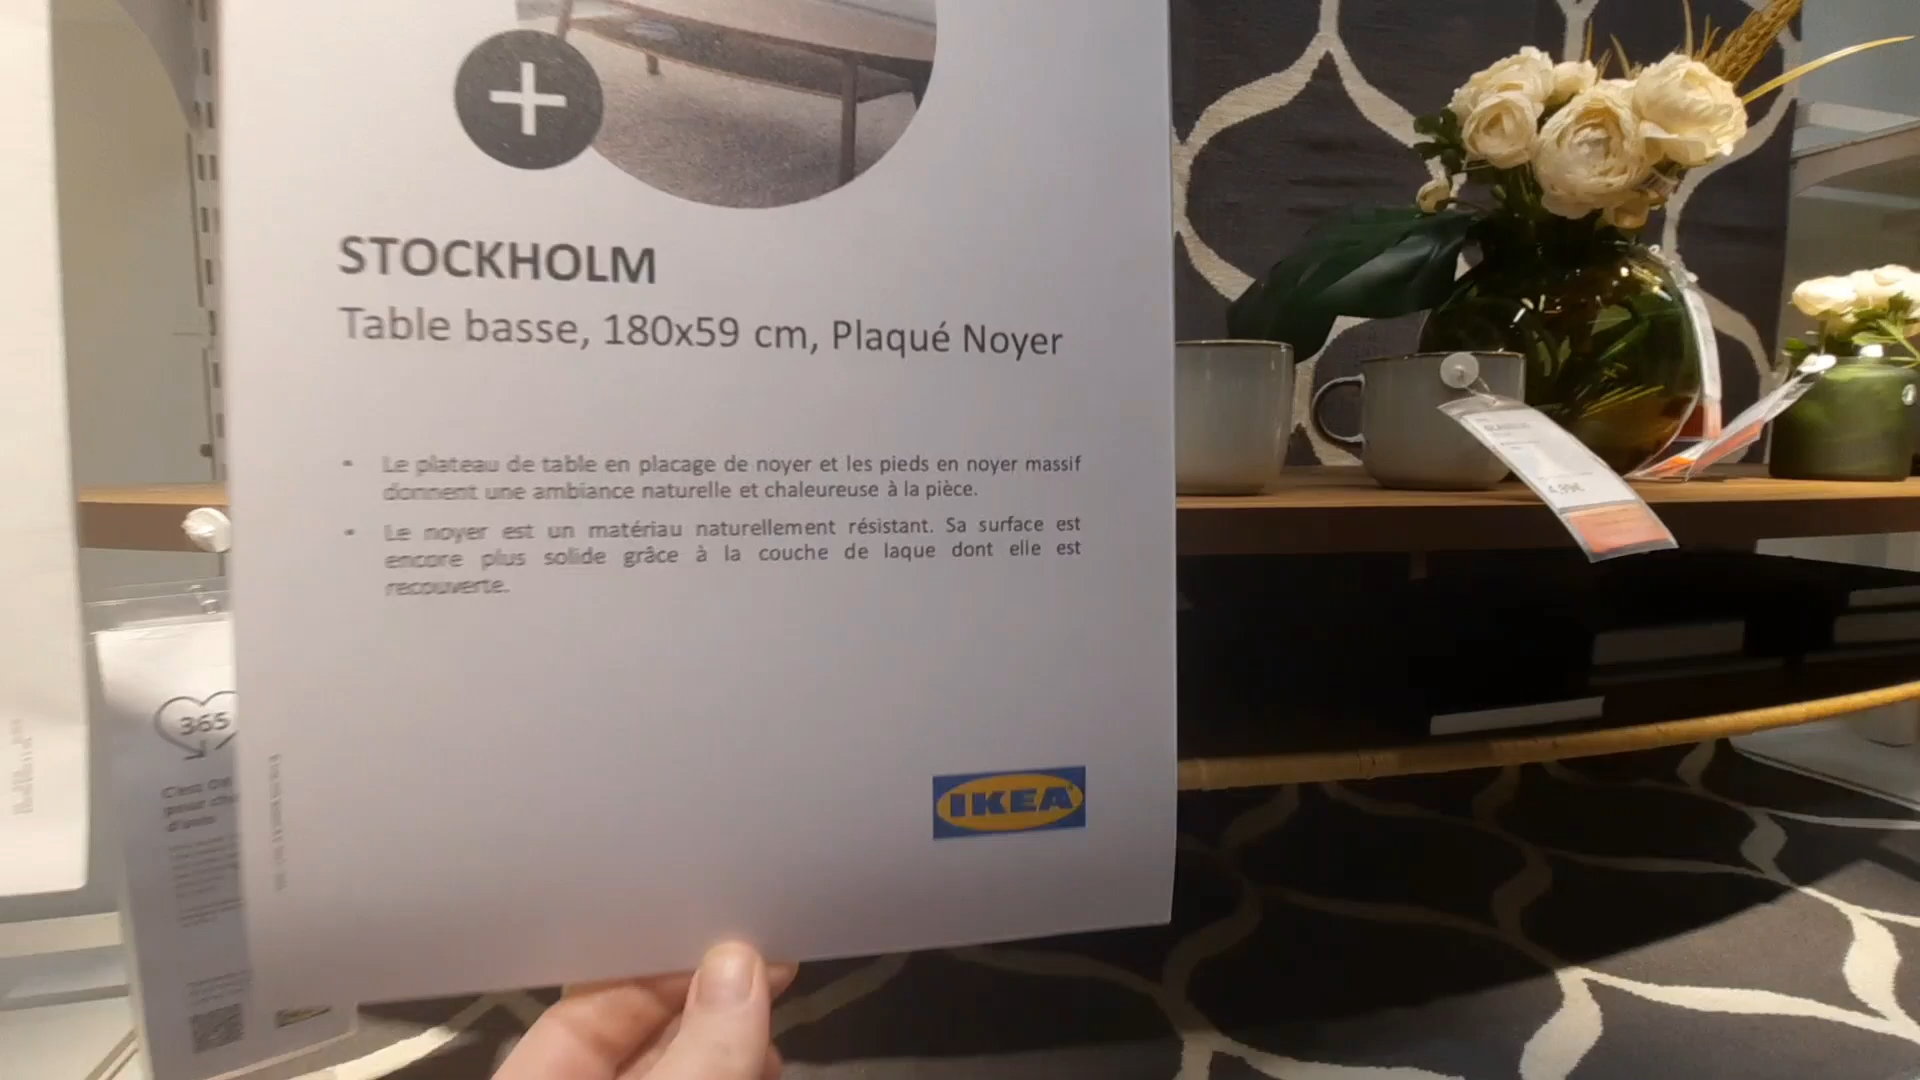 STOCKHOLM
Table basse, 180x59 cm, Plaqué Noyer
- Le plateau de table en placage de noyer et les pieds en noyer massif
donnent une ambiance naturelle et chaleureuse à la pièce.
- Le noyer est un matériau naturellement résistant. Sa surface est
encore plus solide grâce à la couche de laque dont elle est
recouverte.
IKEA
365